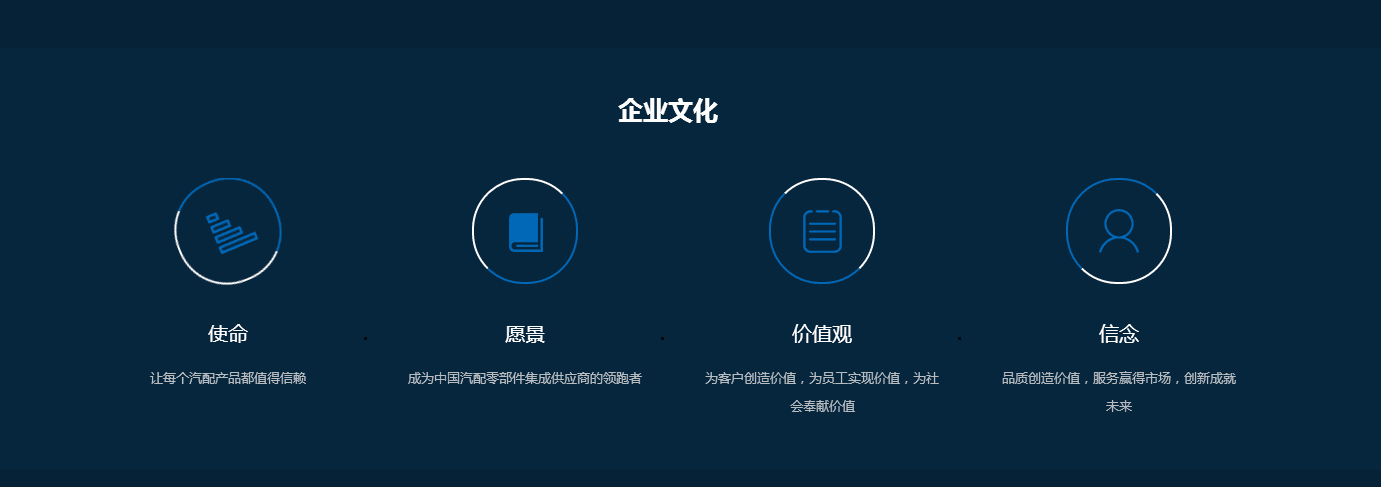 企业文化
使命
愿景
价值观
信念
让每个汽配产品都值得信赖
成为中国汽配零部件集成供应商的领跑者
为客户创造价值，为员工实现价值，为社
会奉献价值
品质创造价值，服务赢得市场，创新成就
未来